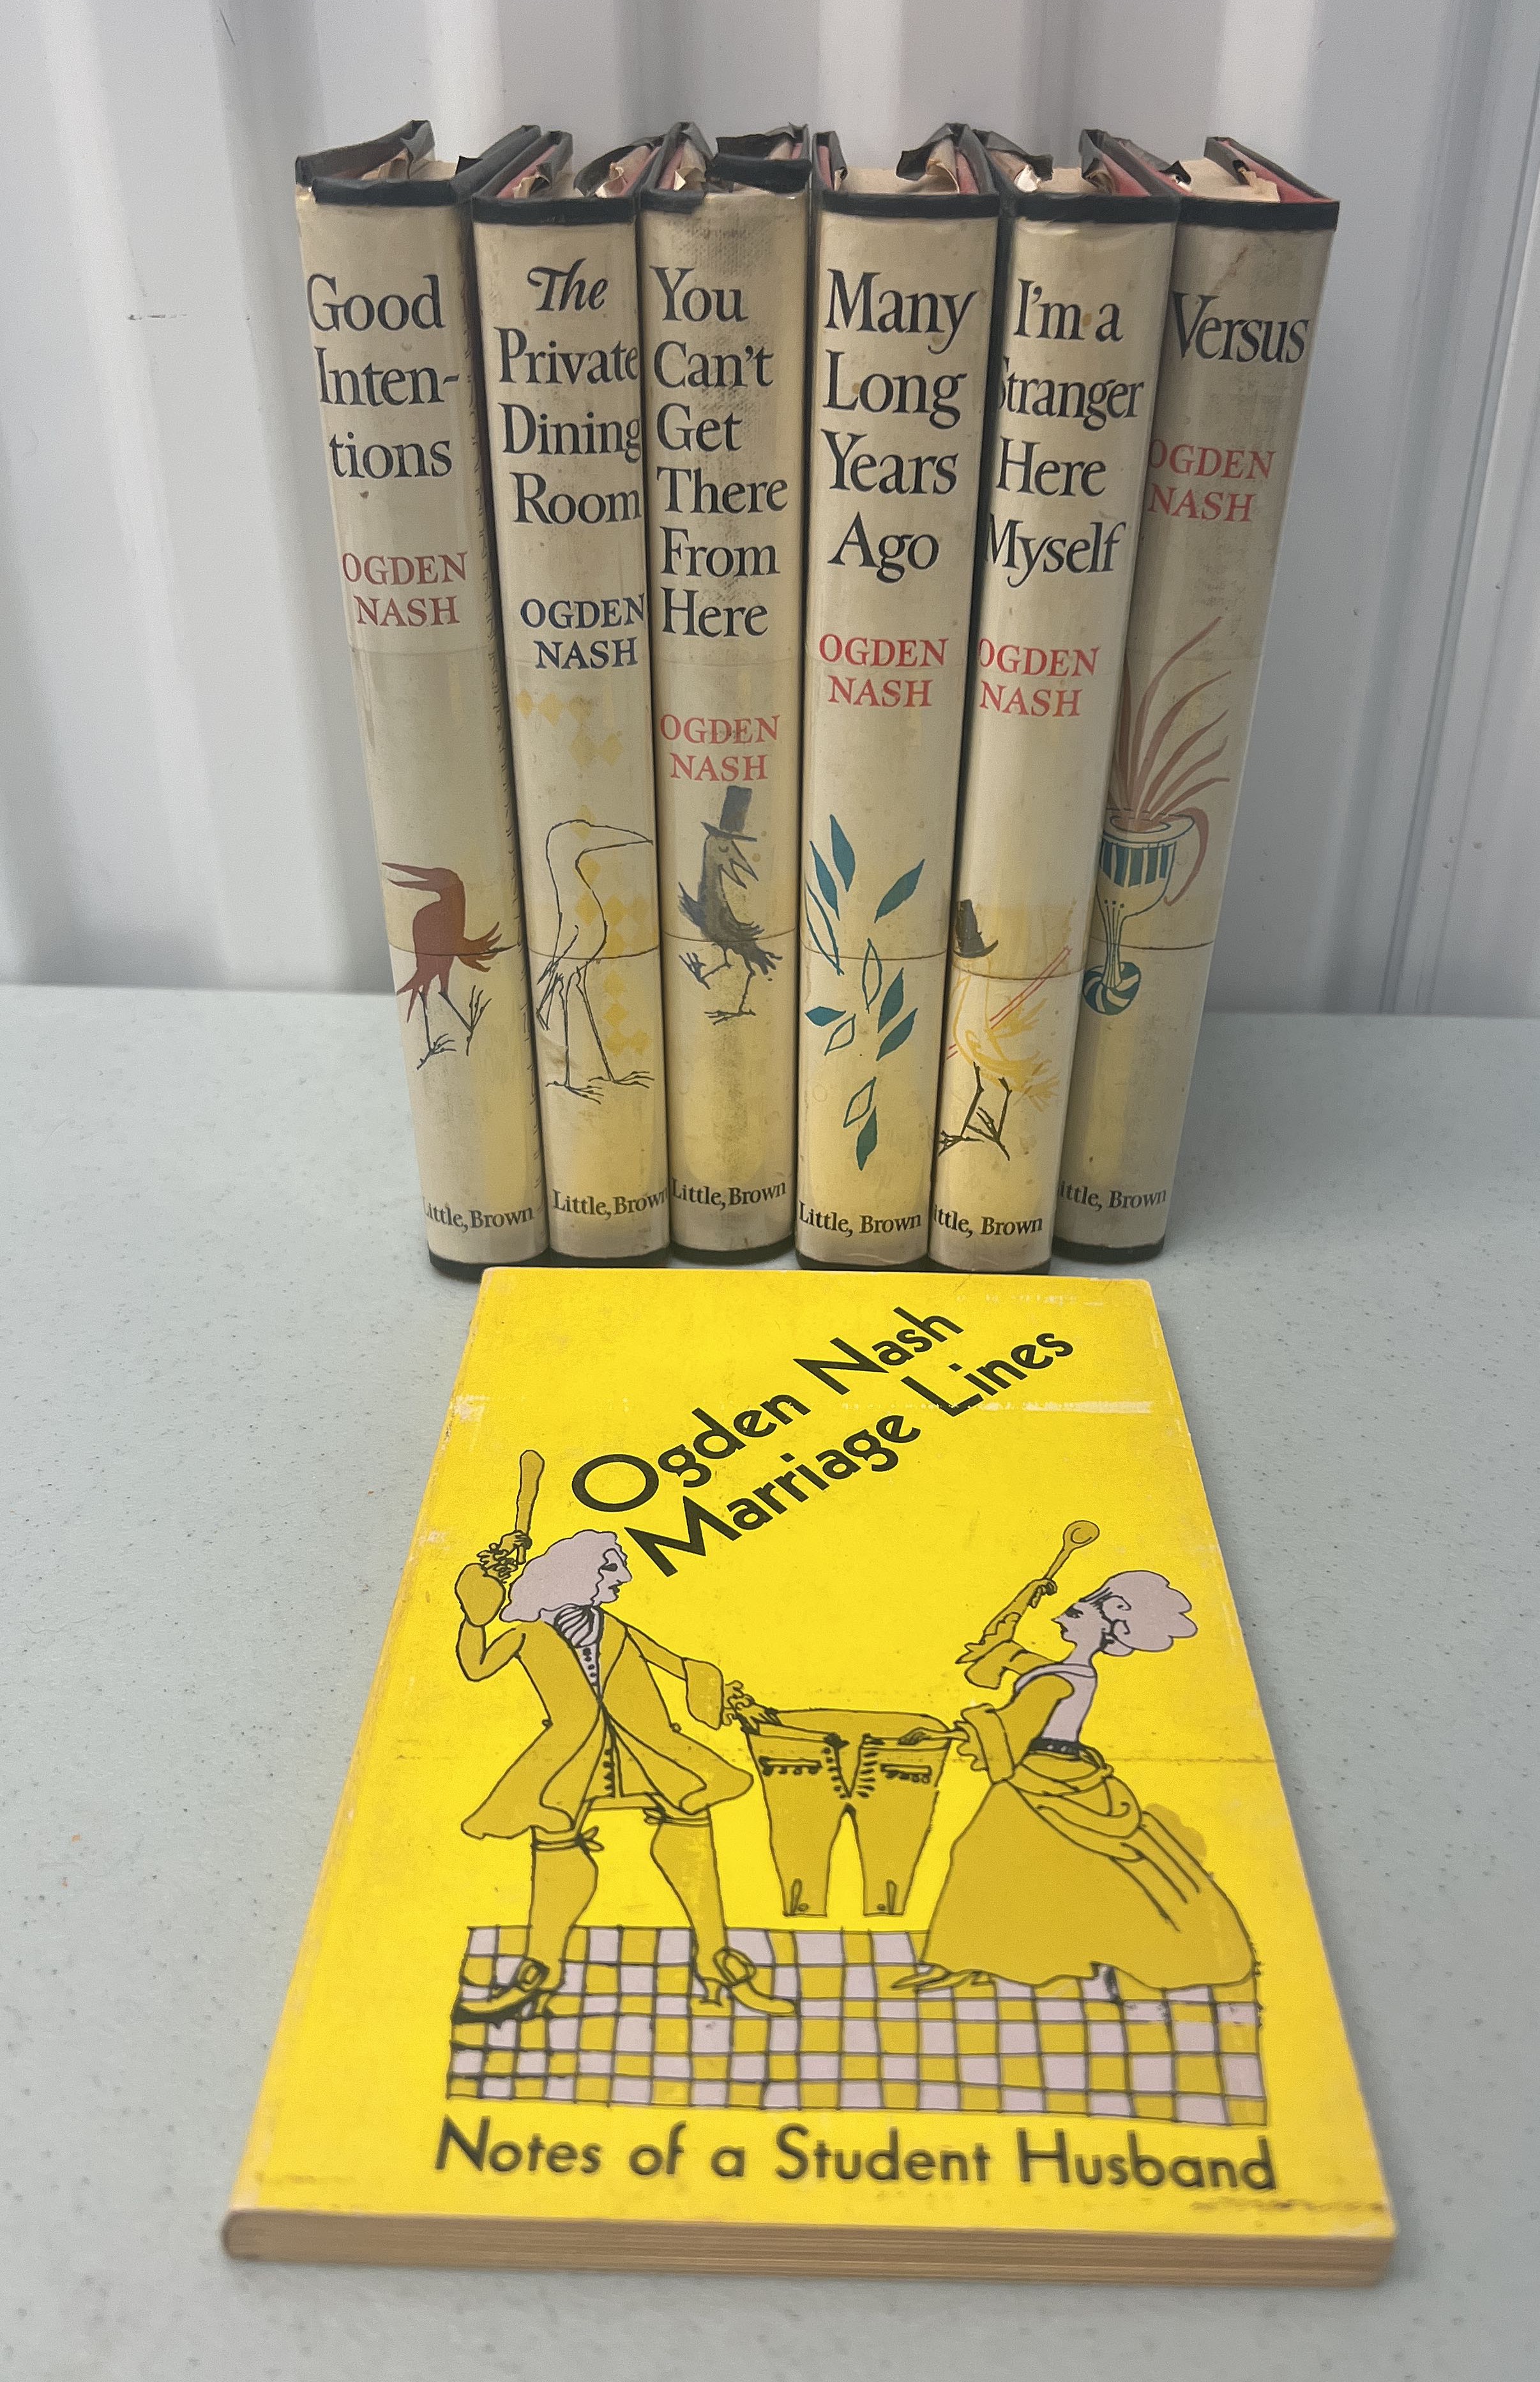 Good
Inten-
tions
OGDEN
NASH
Little, Brown
The
Private
Dining
Room
OGDEN
NASH
Little, Brown
You
Can't
Get
There
From
Here
OGDEN
NASH
Little, Brown
Many
Long
Years
Ago
OGDEN
NASH
Little, Brown
I'm a
Stranger
Here
Myself
OGDEN
NASH
Little, Brown
Versus
OGDEN
NASH
Little, Brown
Ogden Nash
Marriage Lines
Notes of a Student Husband